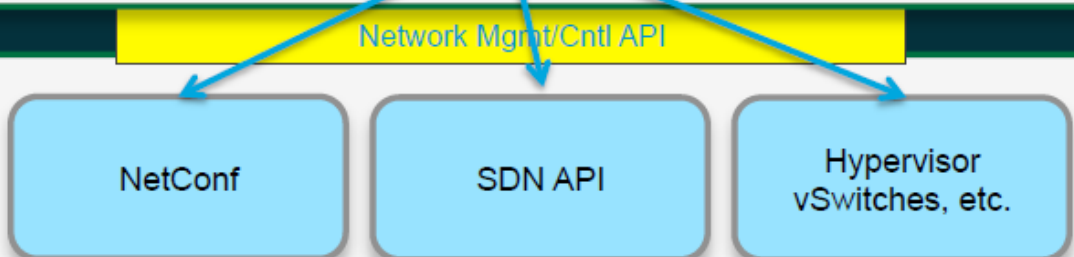 Network Mgmt/Cntl API
NetConf
SDN API
Hypervisor
vSwitches, etc.